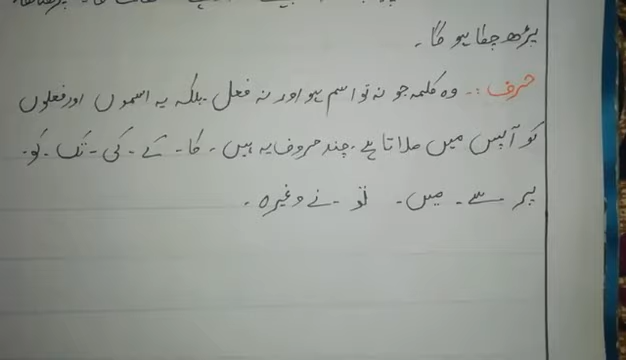 پڑھ چکا ہو گا۔
حرف:۔ وہ کلمہ جو نہ تو اسم ہو اور نہ فعل بلکہ یہ اسموں اور فعلوں
کو آپس میں ملاتا ہے۔ چند حروف یہ ہیں۔ کا۔ کے۔ کی۔ تک۔ کو۔
پر سے۔ میں۔ تو۔ نے وغیرہ۔